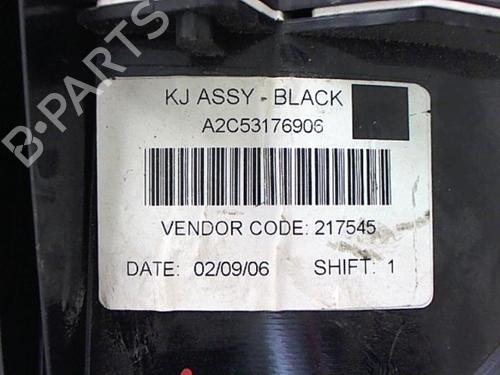 B-PARTS
KJ ASSY - BLACK
A2C53176906
VENDOR CODE: 217545
DATE: 02/09/06 SHIFT: 1